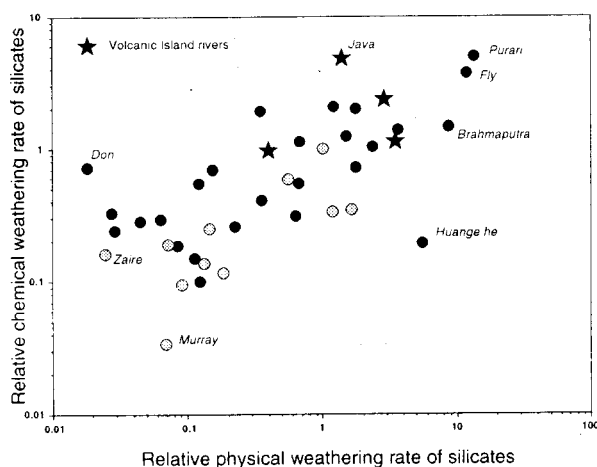 10
Volcanic Island rivers
Java
Purari
Fly
Brahmaputra
1
Don
Huange he
Zaire
0.1
Murray
0.01
0.01
0.1
1
10
100
Relative chemical weathering rate of silicates
Relative physical weathering rate of silicates